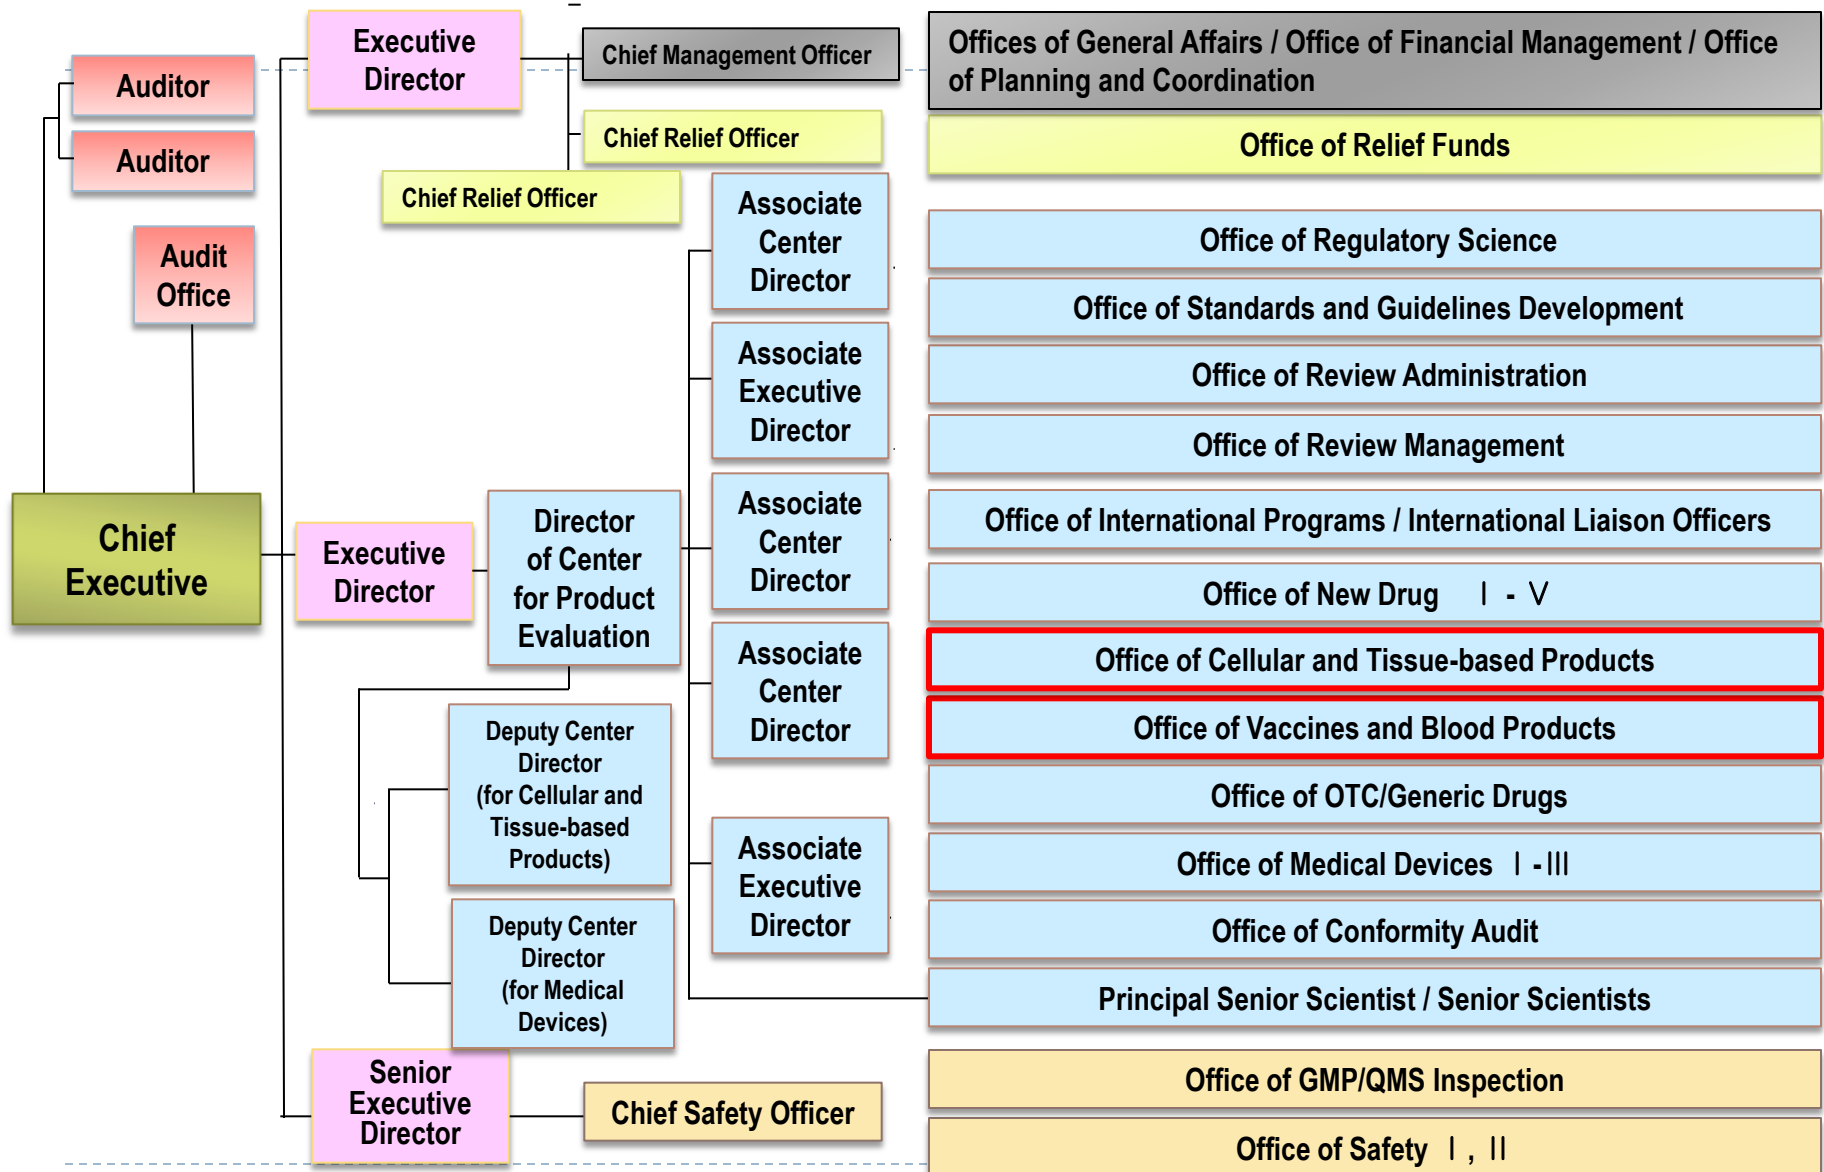 Executive
Director
Chief Management Officer
Offices of General Affairs / Office of Financial Management / Office
of Planning and Coordination
Auditor
Auditor
Chief Relief Officer
Office of Relief Funds
Chief Relief Officer
Audit
Office
Associate
Center
Director
Office of Regulatory Science
Office of Standards and Guidelines Development
Associate
Executive
Director
Office of Review Administration
Office of Review Management
Chief
Executive
Executive
Director
Director
of Center
for Product
Evaluation
Associate
Center
Director
Office of International Programs / International Liaison Officers
Office of New Drug Ⅰ - Ⅴ
Associate
Center
Director
Office of Cellular and Tissue-based Products
Office of Vaccines and Blood Products
Deputy Center
Director
(for Cellular and
Tissue-based
Products)
Office of OTC/Generic Drugs
Associate
Executive
Director
Office of Medical Devices Ⅰ - Ⅲ
Office of Conformity Audit
Deputy Center
Director
(for Medical
Devices)
Principal Senior Scientist / Senior Scientists
Senior
Executive
Director
Chief Safety Officer
Office of GMP/QMS Inspection
Office of Safety Ⅰ , Ⅱ